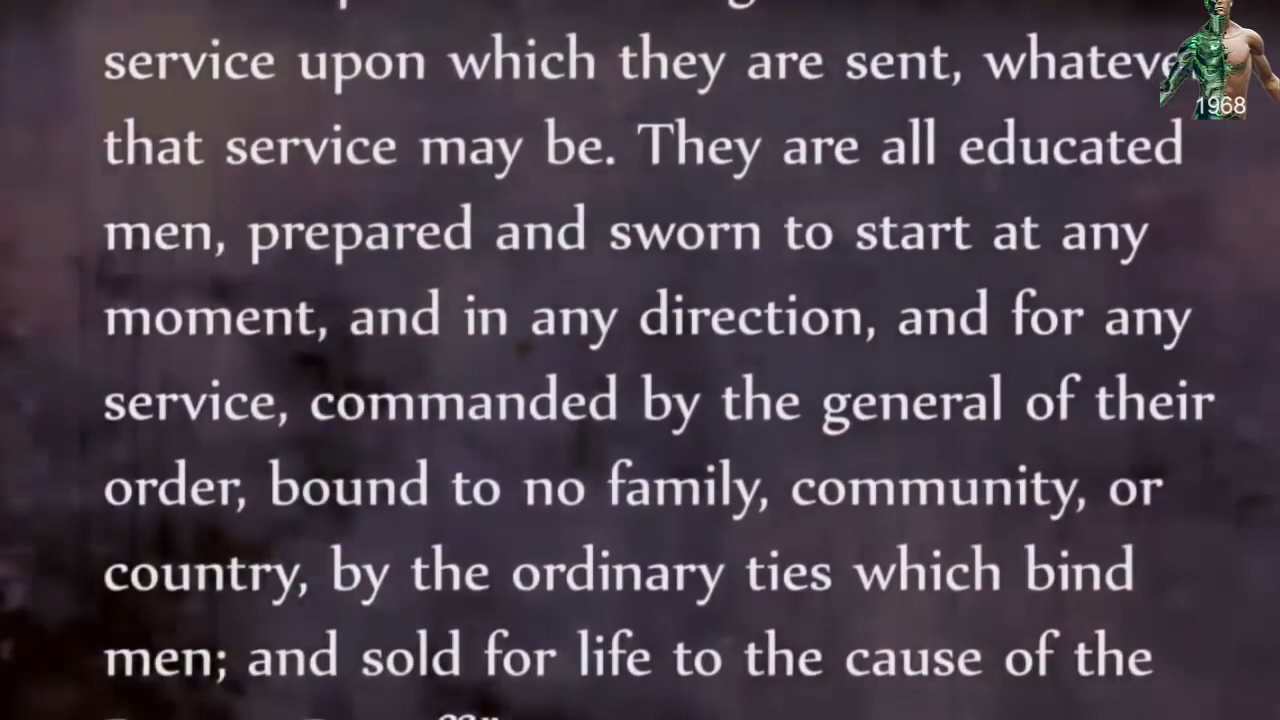 service upon which they are sent, whatever
that service may be. They are all educated
men, prepared and sworn to start at any
moment, and in any direction, and for any
service, commanded by the general of their
order, bound to no family, community, or
country, by the ordinary ties which bind
men; and sold for life to the cause of the
1968